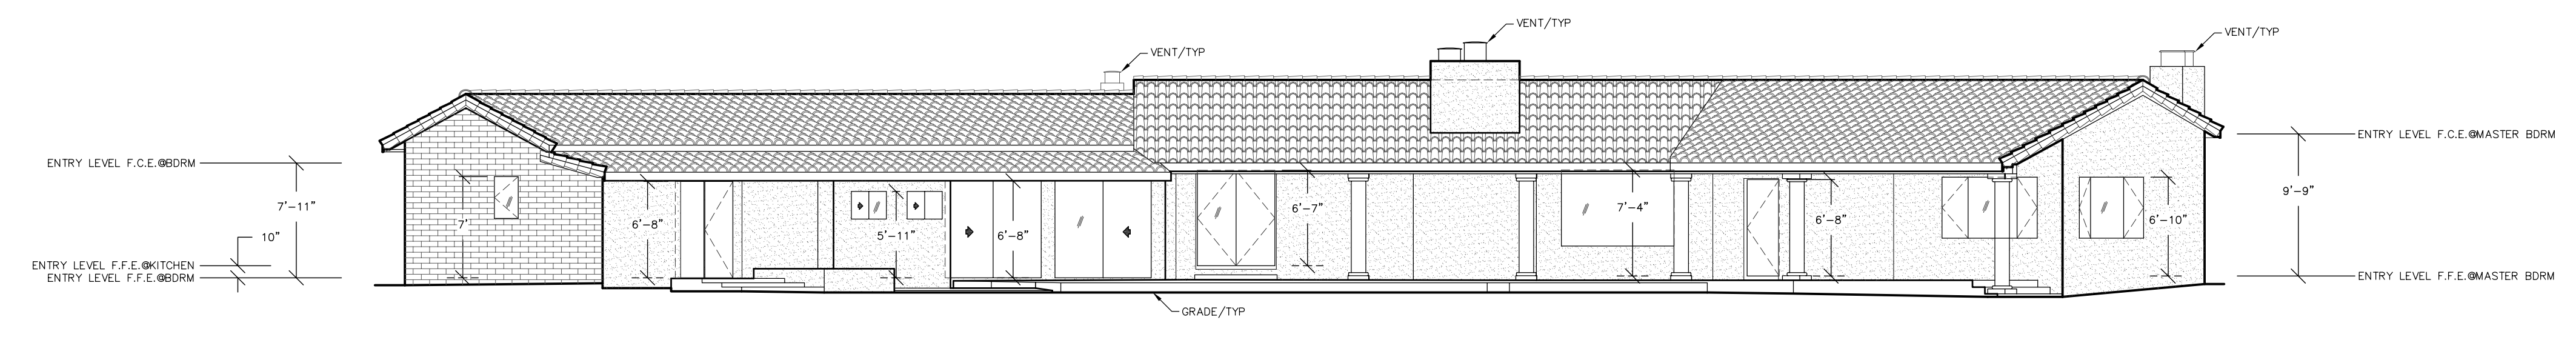 VENT/TYP
VENT/TYP
VENT/TYP
ENTRY LEVEL F.C.E.@MASTER BDRM
ENTRY LEVEL F.C.E.@BDRM
9'-9"
7'-11"
7'
6'-8"
5'-11"
6'-8"
6'-7"
7'-4"
6'-8"
6'-10"
10"
ENTRY LEVEL F.F.E.@KITCHEN
ENTRY LEVEL F.F.E.@BDRM
ENTRY LEVEL F.F.E.@MASTER BDRM
GRADE/TYP